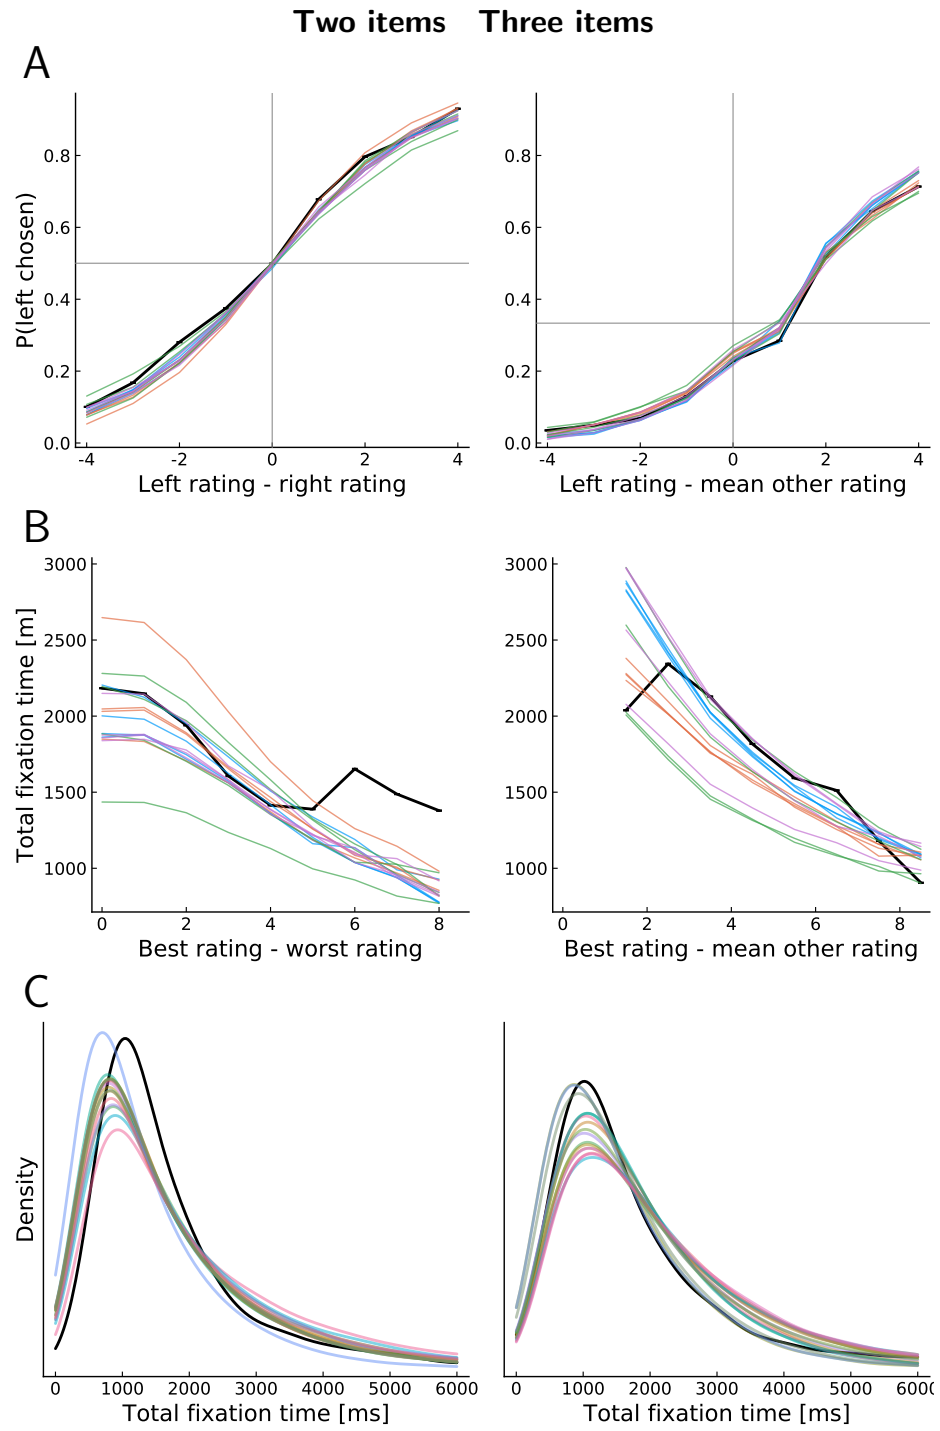 Two items Three items
A
P(left chosen)
0.8
0.6
0.4
0.2
0.0
-4 -2 0 2 4
Left rating - right rating
0.8
0.6
0.4
0.2
0.0
-4 -2 0 2 4
Left rating - mean other rating
B
Total fixation time [m]
3000
2500
2000
1500
1000
0 2 4 6 8
Best rating - worst rating
3000
2500
2000
1500
1000
0 2 4 6 8
Best rating - mean other rating
C
Density
0 1000 2000 3000 4000 5000 6000
Total fixation time [ms]
0 1000 2000 3000 4000 5000 6000
Total fixation time [ms]